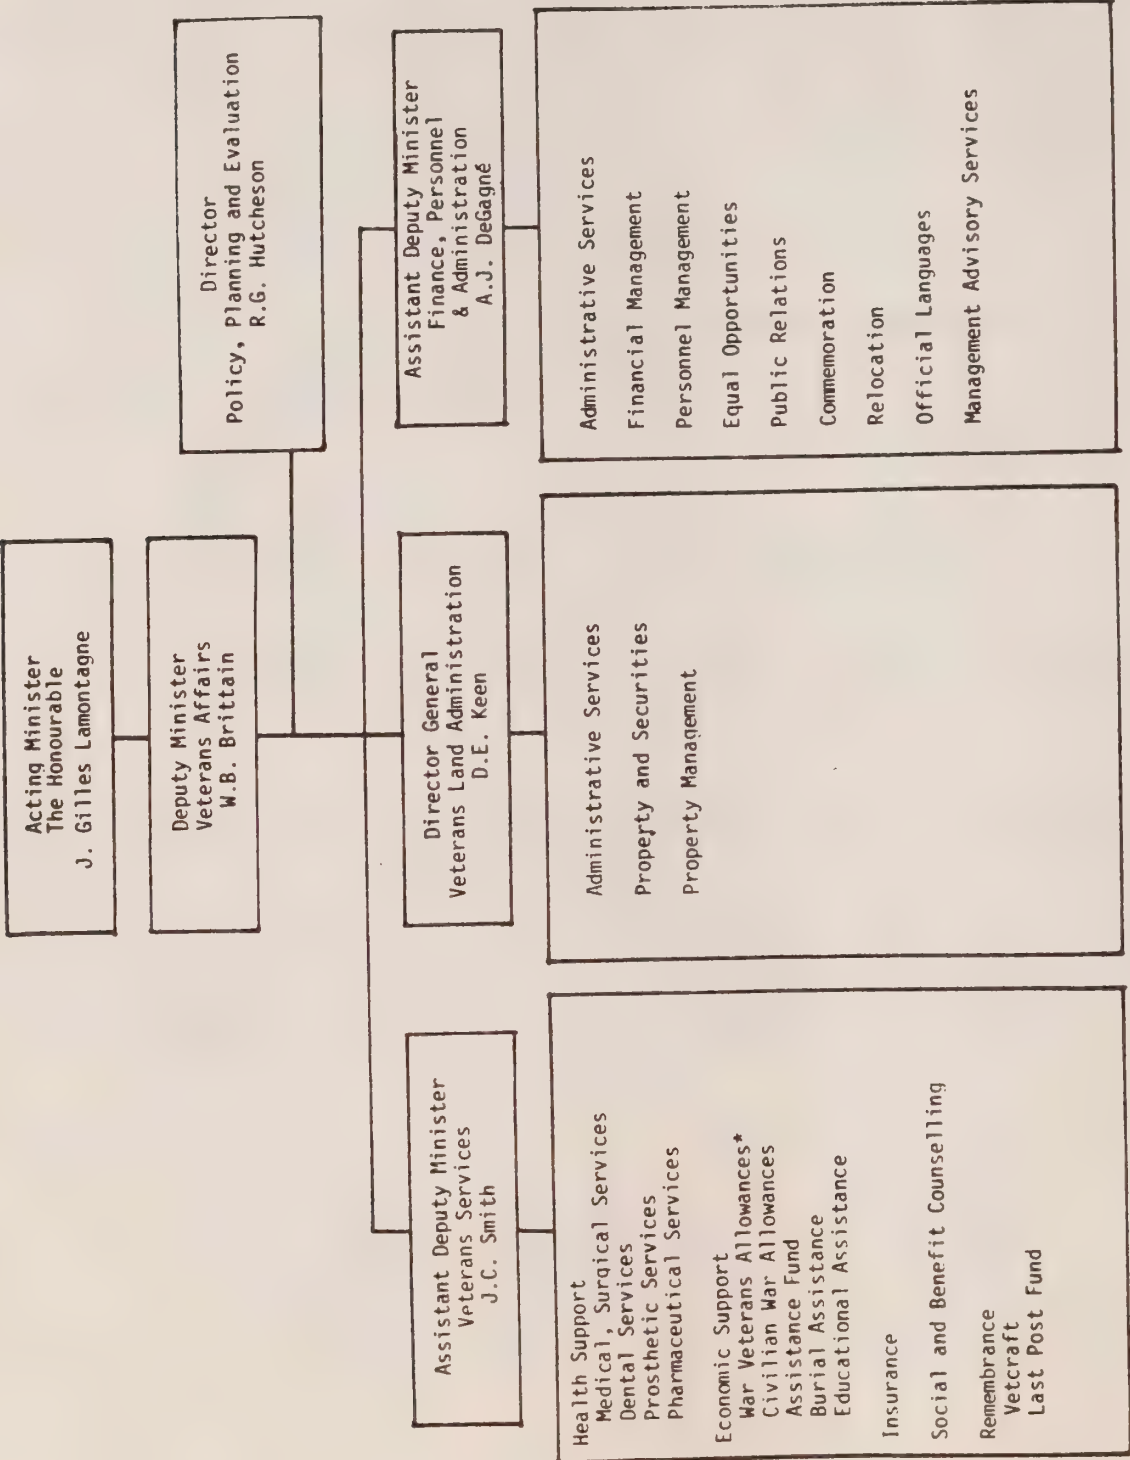 Acting Minister
The Honourable
J. Gilles Lamontagne
Deputy Minister
Veterans Affairs
W.B. Brittain
Director
Policy, Planning and Evaluation
R.G. Hutcheson
Assistant Deputy Minister
Veterans Services
J.C. Smith
Director General
Veterans Land Administration
D.E. Keen
Assistant Deputy Minister
Finance, Personnel
& Administration
A.J. DeGagné
Health Support
Medical, Surgical Services
Dental Services
Prosthetic Services
Pharmaceutical Services
Economic Support
War Veterans Allowances*
Civilian War Allowances
Assistance Fund
Burial Assistance
Educational Assistance
Insurance
Social and Benefit Counselling
Remembrance
Vetcraft
Last Post Fund
Administrative Services
Property and Securities
Property Management
Administrative Services
Financial Management
Personnel Management
Equal Opportunities
Public Relations
Commemoration
Relocation
Official Languages
Management Advisory Services